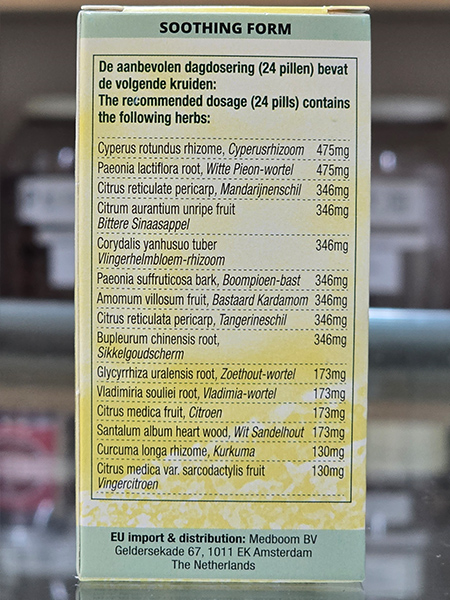 SOOTHING FORM
De aanbevolen dagdosering (24 pillen) bevat
de volgende kruiden:
The recommended dosage (24 pills) contains
the following herbs:
Cyperus rotundus rhizome, Cyperusrhizoom 475mg
Paeonia lactiflora root, Witte Pieon-wortel 475mg
Citrus reticulate pericarp, Mandarijnenschil 346mg
Citrum aurantium unripe fruit 346mg
Bittere Sinaasappel
Corydalis yanhusuo tuber 346mg
Vlingerhelmbloem-rhizoom
Paeonia suffruticosa bark, Boompioen-bast 346mg
Amomum villosum fruit, Bastaard Kardamom 346mg
Citrus reticulata pericarp, Tangerineschil 346mg
Bupleurum chinensis root, 346mg
Sikkelgoudscherm
Glycyrrhiza uralensis root, Zoethout-wortel 173mg
Vladimiria souliei root, Vladimia-wortel 173mg
Citrus medica fruit, Citroen 173mg
Santalum album heart wood, Wit Sandelhout 173mg
Curcuma longa rhizome, Kurkuma 130mg
Citrus medica var. sarcodactylis fruit 130mg
Vingercitroen
EU import & distribution: Medboom BV
Geldersekade 67, 1011 EK Amsterdam
The Netherlands